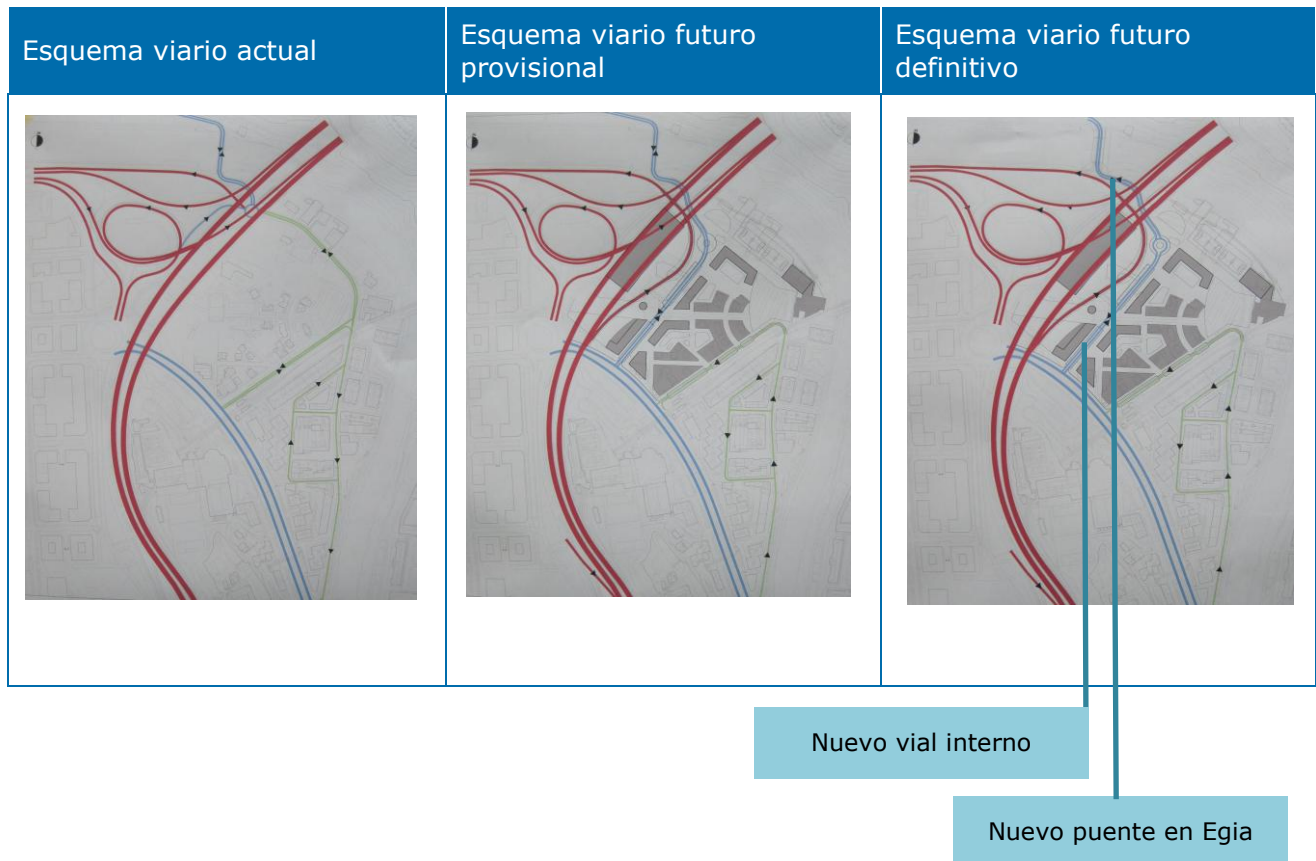 Esquema viario actual
Esquema viario futuro
provisional
Esquema viario futuro
definitivo
Nuevo vial interno
Nuevo puente en Egia